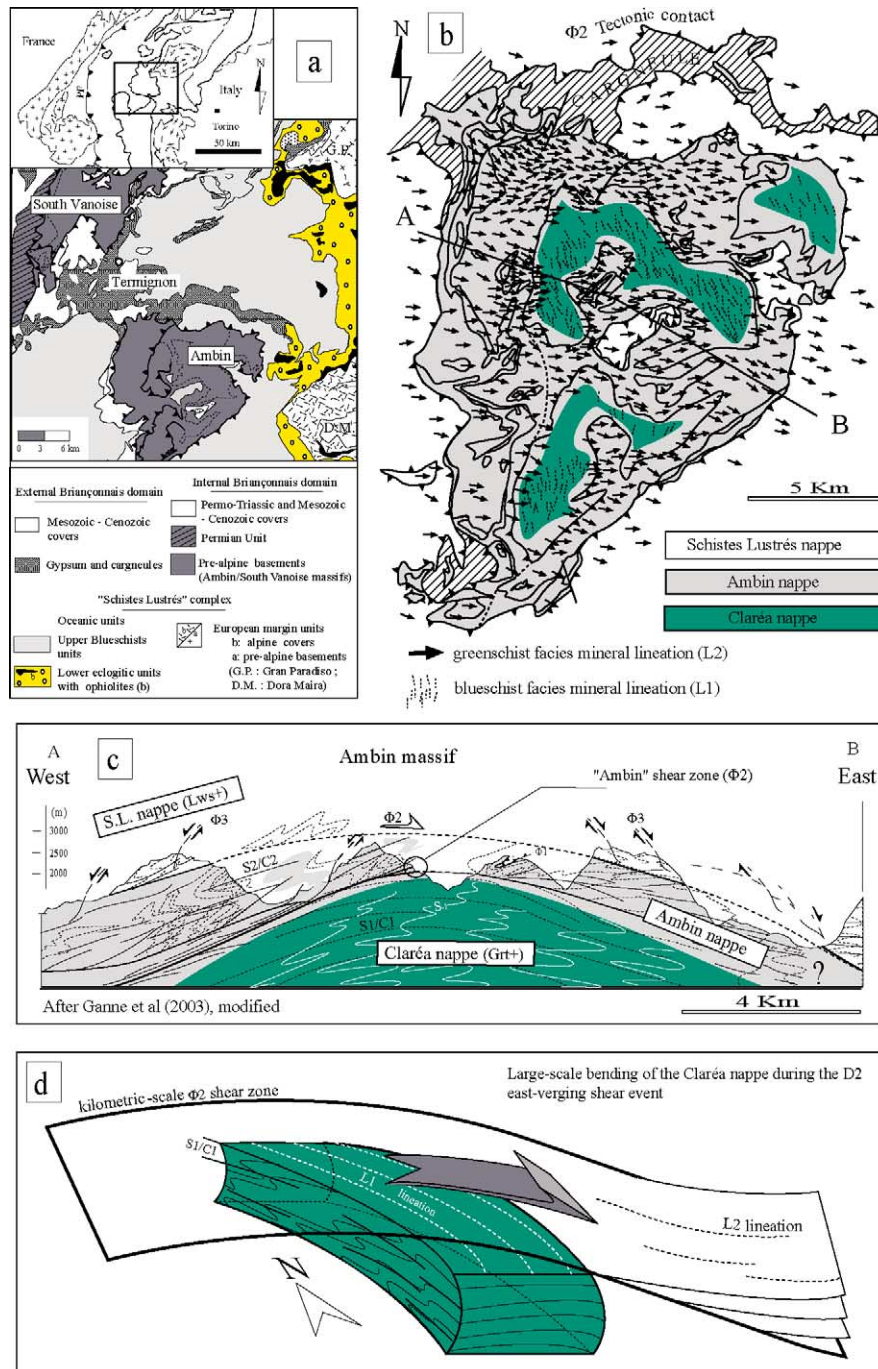 a
France
N
Italy
Torino
50 km
G.P.
South Vanoise
Termignon
Ambin
D.M.
0 3 6 km
External Briançonnais domain
Mesozoic - Cenozoic
covers
Gypsum and cargneules
Internal Briançonnais domain
Permo-Triassic and Mesozoic
- Cenozoic covers
Permian Unit
Pre-alpine basements
(Ambin/South Vanoise massifs)
"Schistes Lustrés" complex
Oceanic units
Upper Blueschists
units
Lower eclogitic units
with ophiolites (b)
European margin units
b: alpine covers
a: pre-alpine basements
(G.P. : Gran Paradiso ;
D.M. : Dora Maira)
b
N
Φ2 Tectonic contact
CARGNEULE
A
B
5 Km
Schistes Lustrés nappe
Ambin nappe
Claréa nappe
greenschist facies mineral lineation (L2)
blueschist facies mineral lineation (L1)
c
A
West
Ambin massif
"Ambin" shear zone (Φ2)
B
East
S.L. nappe (Lws+)
(m)
3000
2500
2000
Φ3
Φ2
Φ1
Φ3
S2/C2
S1/C1
Claréa nappe (Grt+)
Ambin nappe
?
After Ganne et al (2003), modified
4 Km
d
kilometric-scale Φ2 shear zone
Large-scale bending of the Claréa nappe during the D2
east-verging shear event
S1/C1
L1
lineation
L2 lineation
N